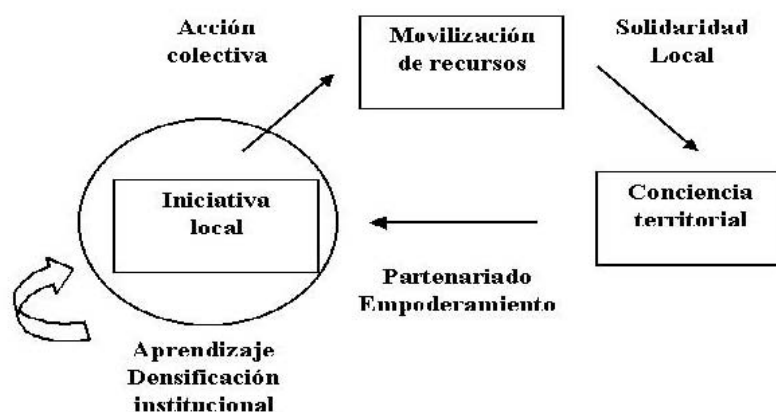 Acción
colectiva
Movilización
de recursos
Solidaridad
Local
Iniciativa
local
Conciencia
territorial
Partenariado
Empoderamiento
Aprendizaje
Densificación
institucional